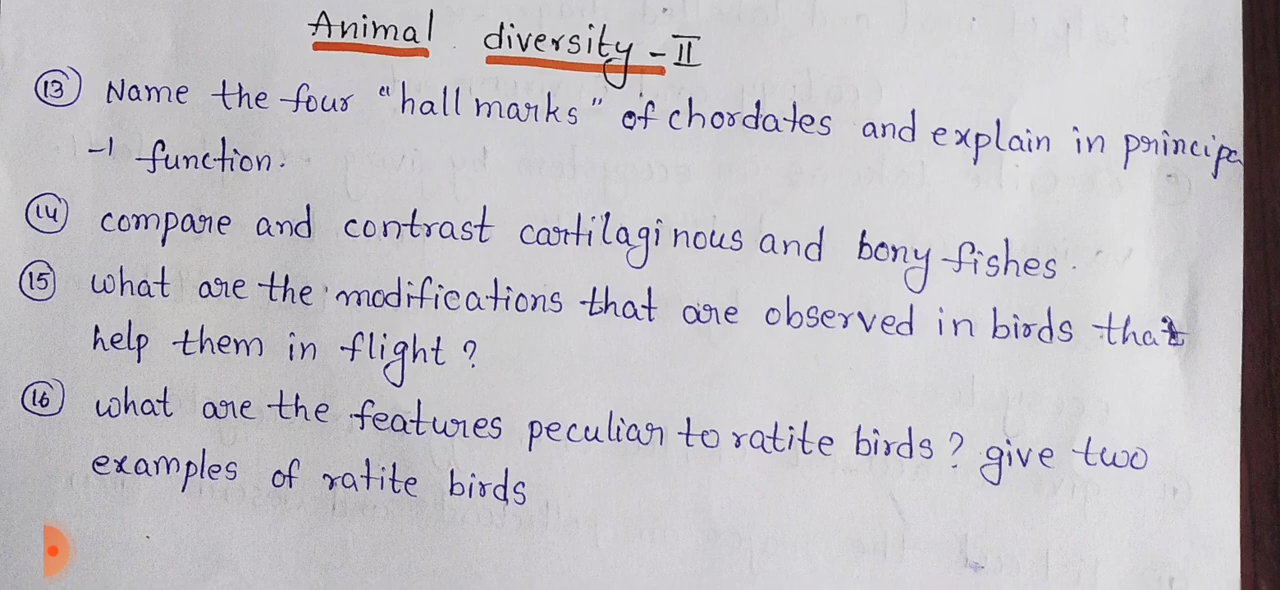 Animal diversity - II
(13) Name the four "hall marks" of chordates and explain in principa
-l function.
(14) compare and contrast cartilaginous and bony fishes.
(15) what are the modifications that are observed in birds that
help them in flight?
(16) what are the features peculiar to ratite birds? give two
examples of ratite birds